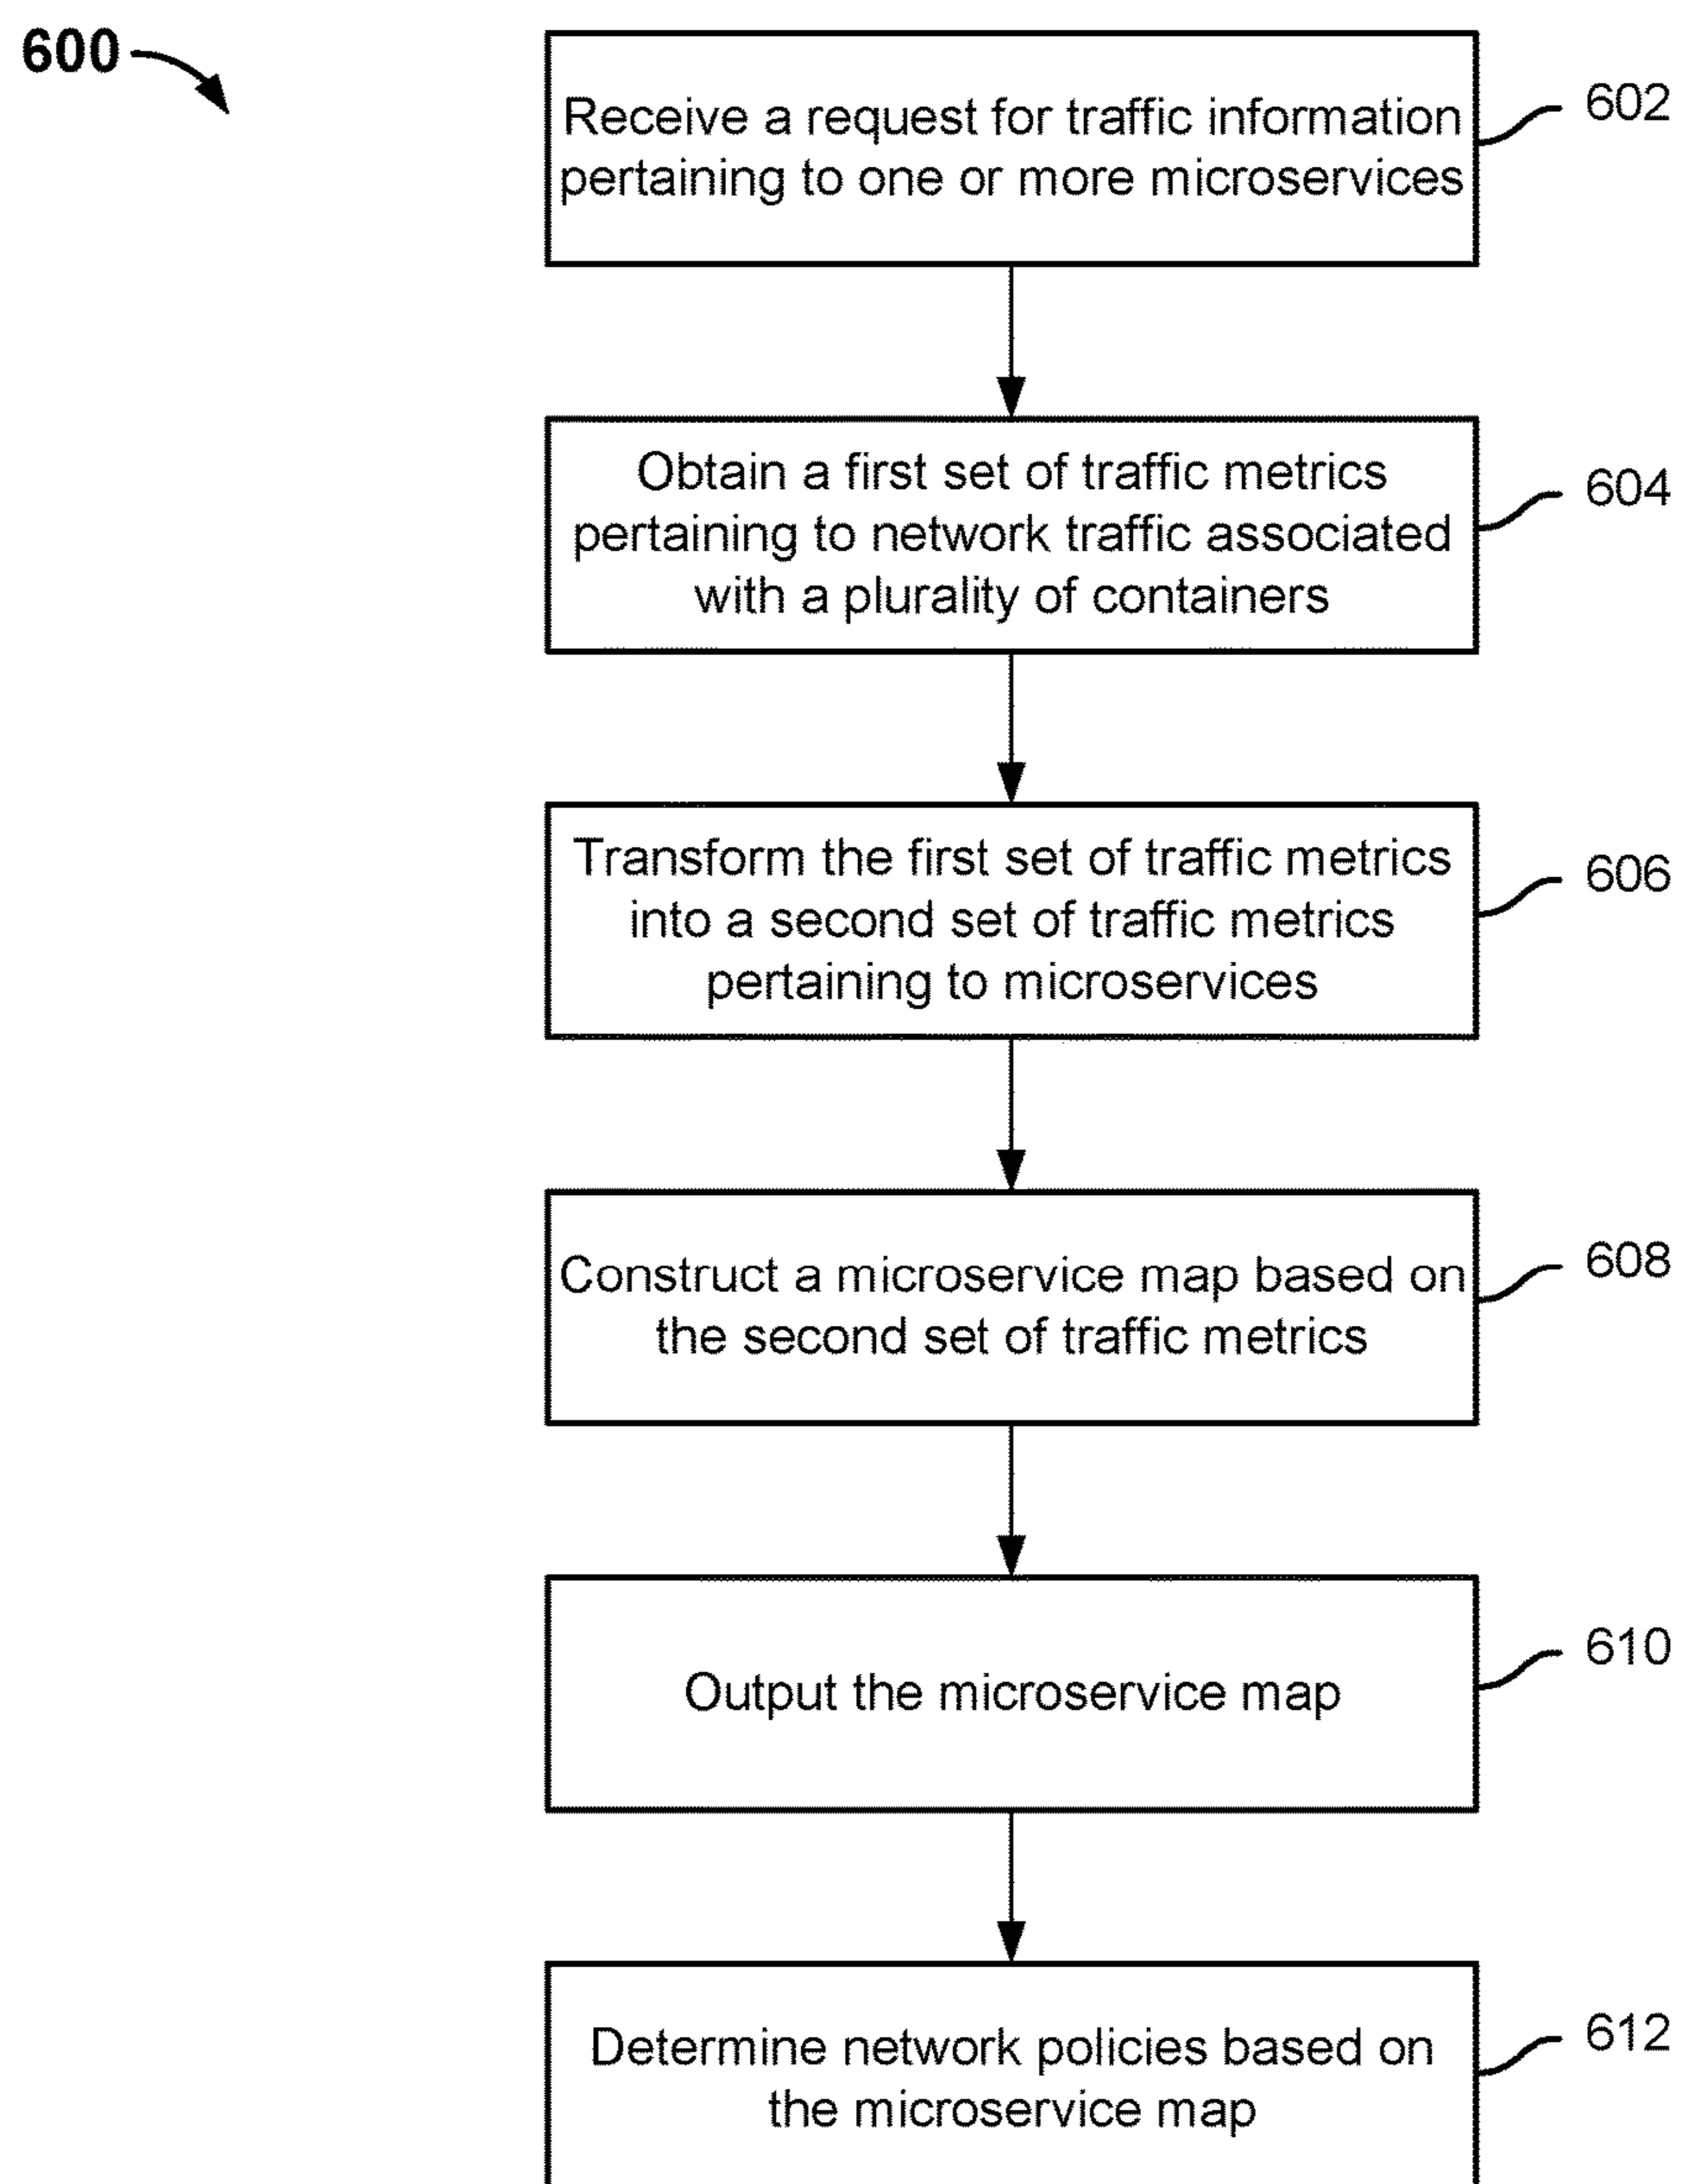 600
Receive a request for traffic information
pertaining to one or more microservices
602
Obtain a first set of traffic metrics
pertaining to network traffic associated
with a plurality of containers
604
Transform the first set of traffic metrics
into a second set of traffic metrics
pertaining to microservices
606
Construct a microservice map based on
the second set of traffic metrics
608
Output the microservice map
610
Determine network policies based on
the microservice map
612